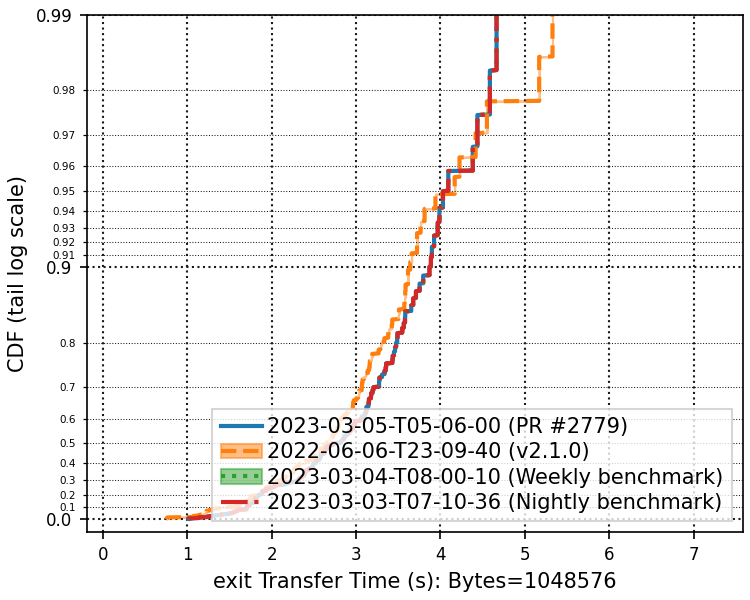 CDF (tail log scale)
0.99
0.98
0.97
0.96
0.95
0.94
0.93
0.92
0.91
0.9
0.8
0.7
0.6
0.5
0.4
0.3
0.2
0.1
0.0
2023-03-05-T05-06-00 (PR #2779)
2022-06-06-T23-09-40 (v2.1.0)
2023-03-04-T08-00-10 (Weekly benchmark)
2023-03-03-T07-10-36 (Nightly benchmark)
0 1 2 3 4 5 6 7
exit Transfer Time (s): Bytes=1048576